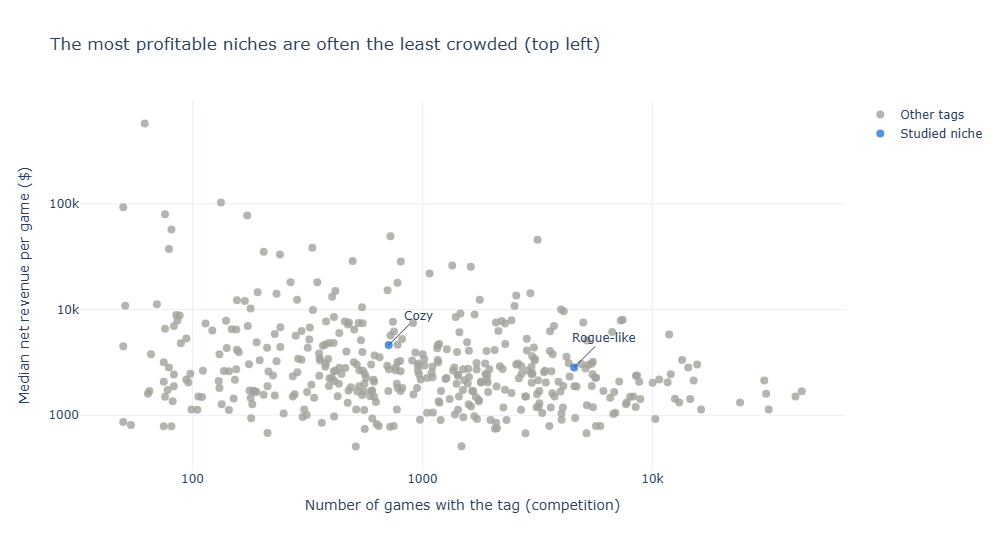 The most profitable niches are often the least crowded (top left)
Other tags
Studied niche
Median net revenue per game ($)
100k
10k
1000
Cozy
Rogue-like
100
1000
10k
Number of games with the tag (competition)